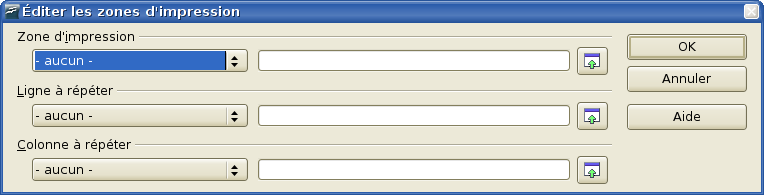 Éditer les zones d'impression
Zone d'impression
- aucun -
OK
Annuler
Ligne à répéter
- aucun -
Aide
Colonne à répéter
- aucun -